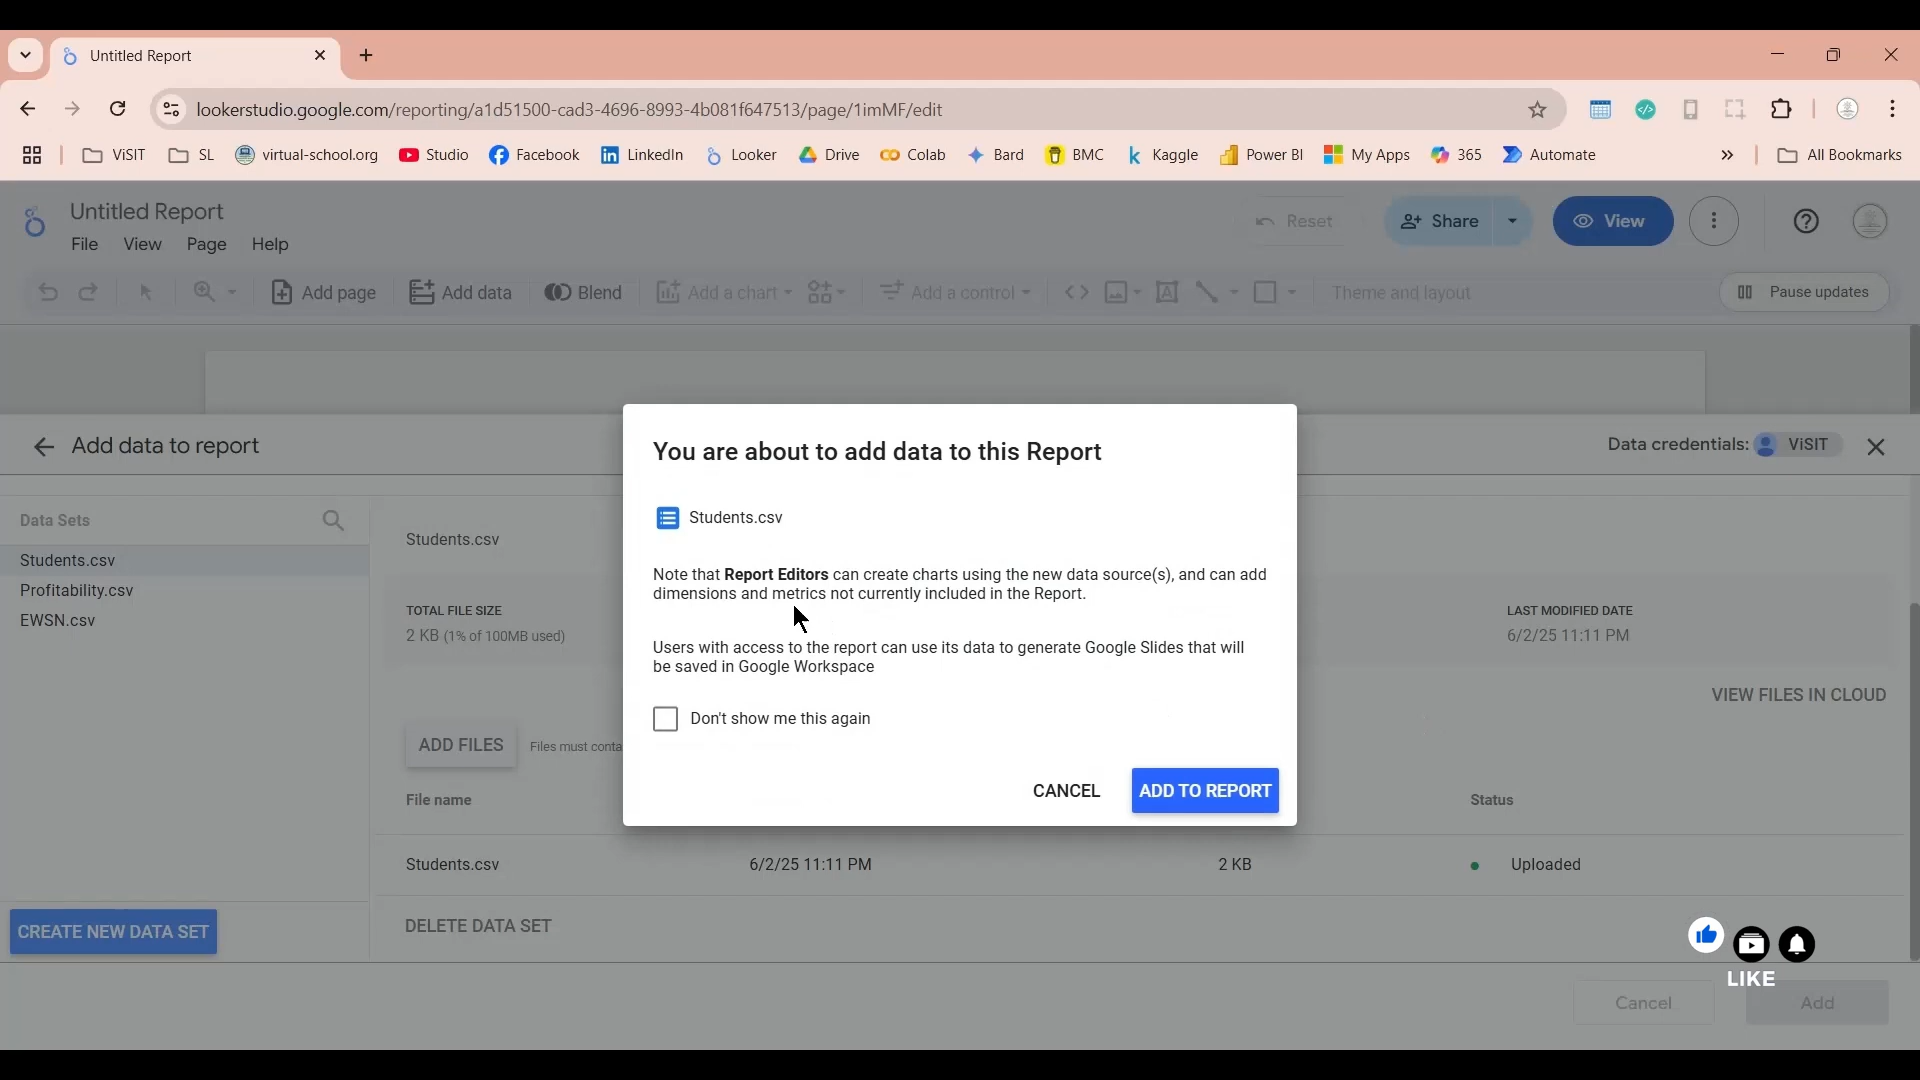 Untitled Report
lookerstudio.google.com/reporting/a1d51500-cad3-4696-8993-4b081f647513/page/1imMF/edit
ViSIT SL virtual-school.org Studio Facebook LinkedIn Looker Drive Colab Bard BMC Kaggle Power BI My Apps 365 Automate » All Bookmarks
Untitled Report
Reset Share View
File View Page Help
Add page Add data Blend Add a chart Add a control Theme and layout Pause updates
Add data to report
Data credentials: ViSIT
You are about to add data to this Report
Students.csv
Note that Report Editors can create charts using the new data source(s), and can add
dimensions and metrics not currently included in the Report.
Users with access to the report can use its data to generate Google Slides that will
be saved in Google Workspace
Don't show me this again
CANCEL ADD TO REPORT
Data Sets
Students.csv
Profitability.csv
EWSN.csv
CREATE NEW DATA SET
Students.csv
TOTAL FILE SIZE
2 KB (1% of 100MB used)
LAST MODIFIED DATE
6/2/25 11:11 PM
VIEW FILES IN CLOUD
ADD FILES Files must conta
File name Status
Students.csv 6/2/25 11:11 PM 2 KB Uploaded
DELETE DATA SET
LIKE
Cancel Add